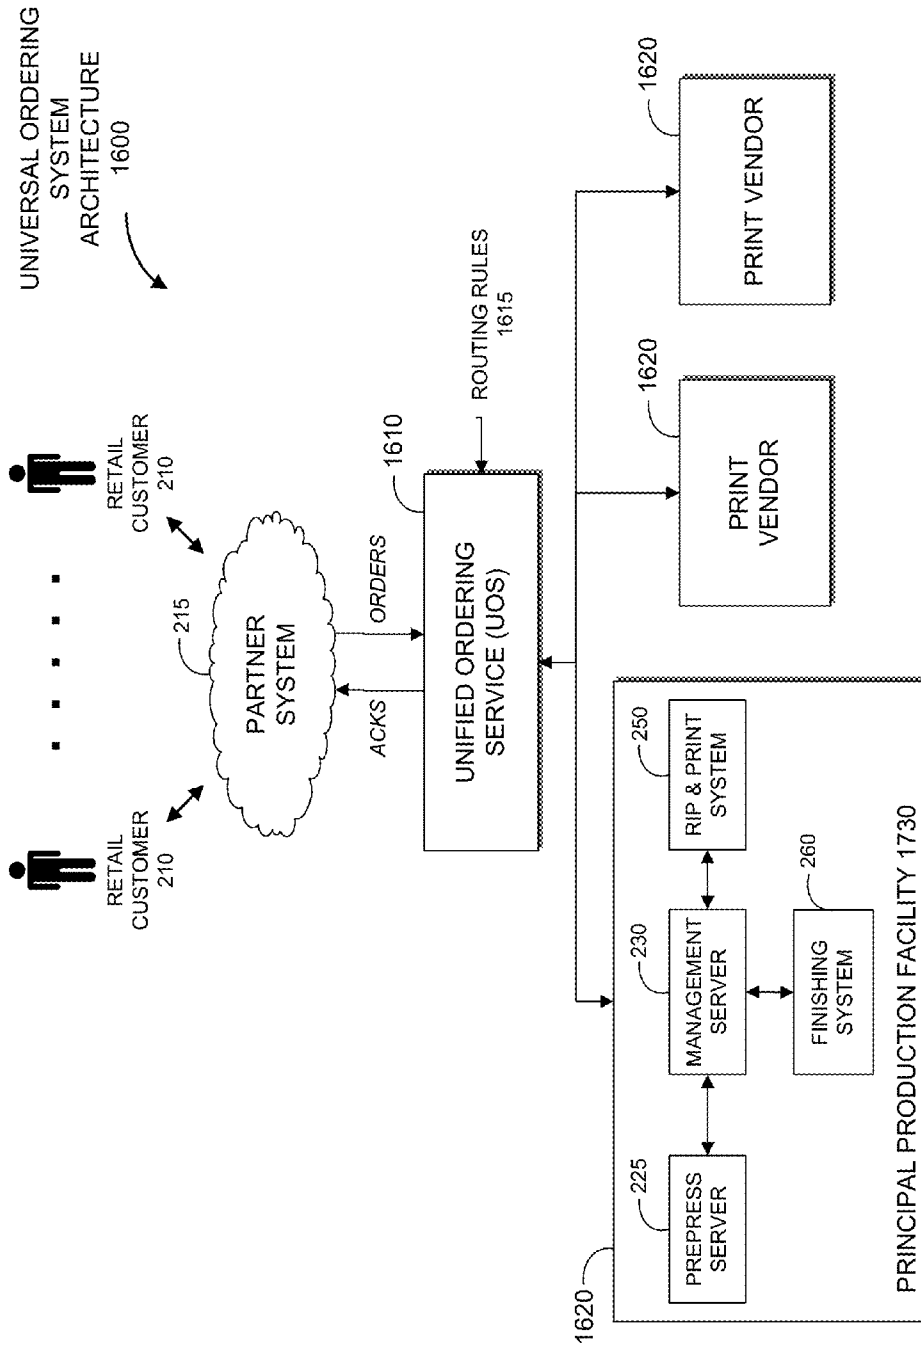 UNIVERSAL ORDERING
SYSTEM
ARCHITECTURE
1600
RETAIL
CUSTOMER
210
RETAIL
CUSTOMER
210
215
PARTNER
SYSTEM
ACKS
ORDERS
1610
UNIFIED ORDERING
SERVICE (UOS)
ROUTING RULES
1615
1620
225
PREPRESS
SERVER
230
MANAGEMENT
SERVER
250
RIP & PRINT
SYSTEM
260
FINISHING
SYSTEM
PRINCIPAL PRODUCTION FACILITY 1730
1620
PRINT
VENDOR
1620
PRINT VENDOR